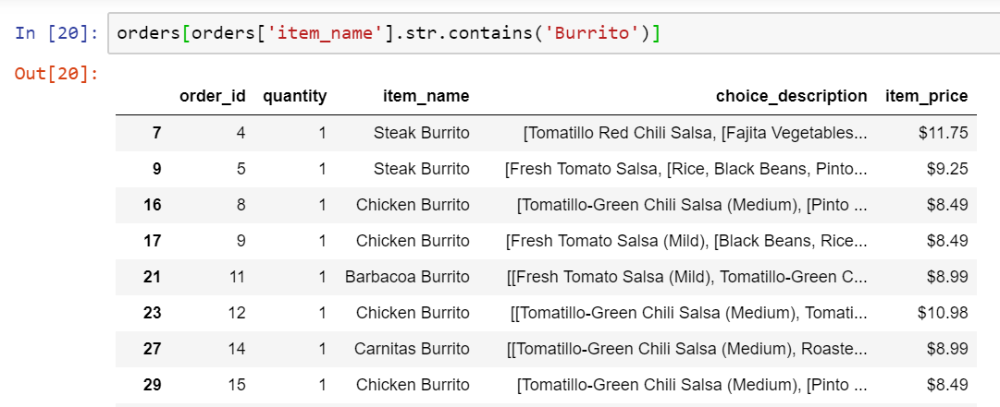 In [20]: orders[orders['item_name'].str.contains('Burrito')]
Out[20]:
order_id quantity item_name choice_description item_price
7 4 1 Steak Burrito [Tomatillo Red Chili Salsa, [Fajita Vegetables... $11.75
9 5 1 Steak Burrito [Fresh Tomato Salsa, [Rice, Black Beans, Pinto... $9.25
16 8 1 Chicken Burrito [Tomatillo-Green Chili Salsa (Medium), [Pinto ... $8.49
17 9 1 Chicken Burrito [Fresh Tomato Salsa (Mild), [Black Beans, Rice... $8.49
21 11 1 Barbacoa Burrito [[Fresh Tomato Salsa (Mild), Tomatillo-Green C... $8.99
23 12 1 Chicken Burrito [[Tomatillo-Green Chili Salsa (Medium), Tomati... $10.98
27 14 1 Carnitas Burrito [[Tomatillo-Green Chili Salsa (Medium), Roaste... $8.99
29 15 1 Chicken Burrito [Tomatillo-Green Chili Salsa (Medium), [Pinto ... $8.49